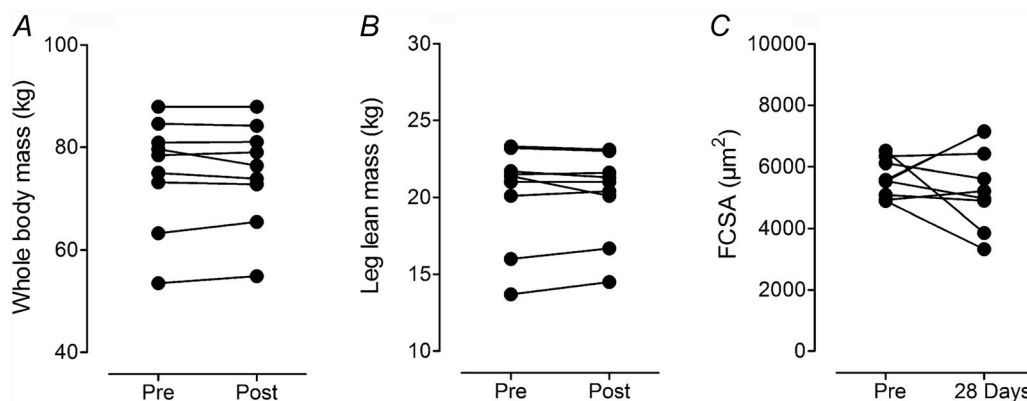 A
Whole body mass (kg)
100
80
60
40
Pre Post
B
Leg lean mass (kg)
30
25
20
15
10
Pre Post
C
FCSA (µm²)
10000
8000
6000
4000
2000
0
Pre 28 Days